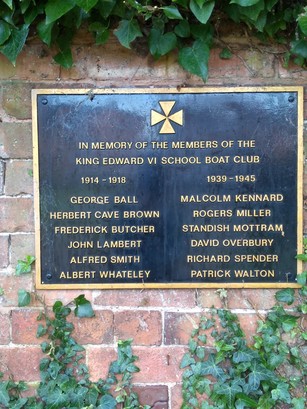 IN MEMORY OF THE MEMBERS OF THE
KING EDWARD VI SCHOOL BOAT CLUB
1914 - 1918
GEORGE BALL
HERBERT CAVE BROWN
FREDERICK BUTCHER
JOHN LAMBERT
ALFRED SMITH
ALBERT WHATELEY
1939 - 1945
MALCOLM KENNARD
ROGERS MILLER
STANDISH MOTTRAM
DAVID OVERBURY
RICHARD SPENDER
PATRICK WALTON